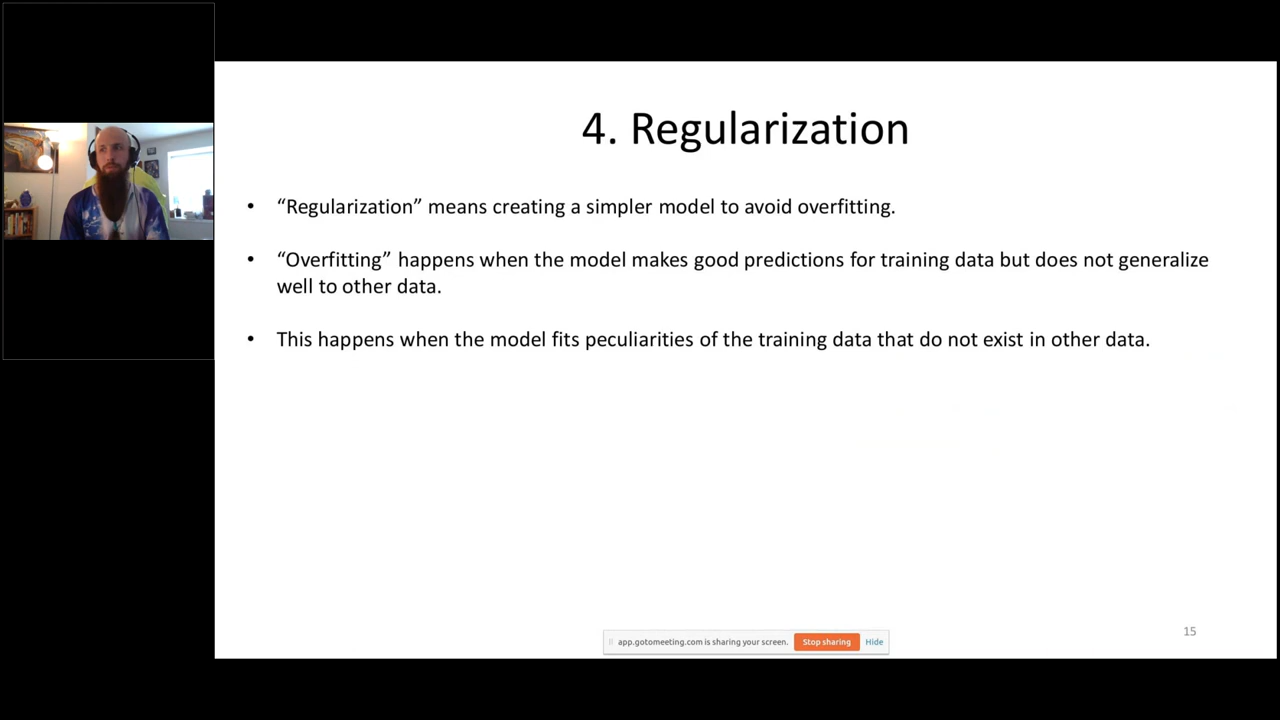 4. Regularization
• “Regularization” means creating a simpler model to avoid overfitting.
• “Overfitting” happens when the model makes good predictions for training data but does not generalize
well to other data.
• This happens when the model fits peculiarities of the training data that do not exist in other data.
app.gotomeeting.com is sharing your screen. Stop sharing Hide
15